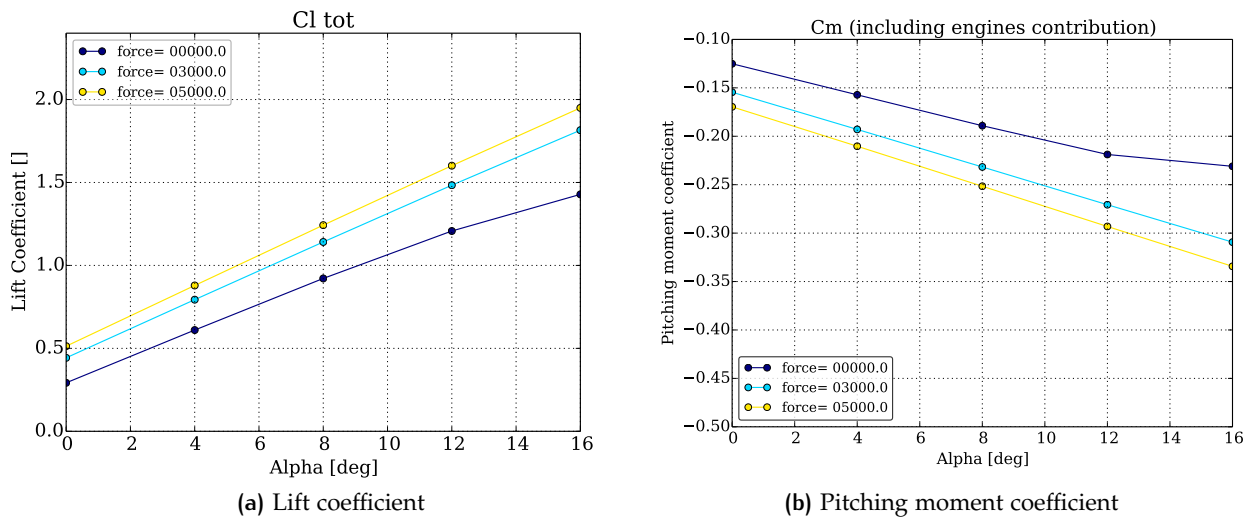 Cl tot
force= 00000.0
force= 03000.0
force= 05000.0
2.0
1.5
1.0
0.5
0.0
Lift Coefficient []
0 2 4 6 8 10 12 14 16
Alpha [deg]
(a) Lift coefficient
Cm (including engines contribution)
−0.10
−0.15
−0.20
−0.25
−0.30
−0.35
−0.40
−0.45
−0.50
Pitching moment coefficient
force= 00000.0
force= 03000.0
force= 05000.0
0 2 4 6 8 10 12 14 16
Alpha [deg]
(b) Pitching moment coefficient